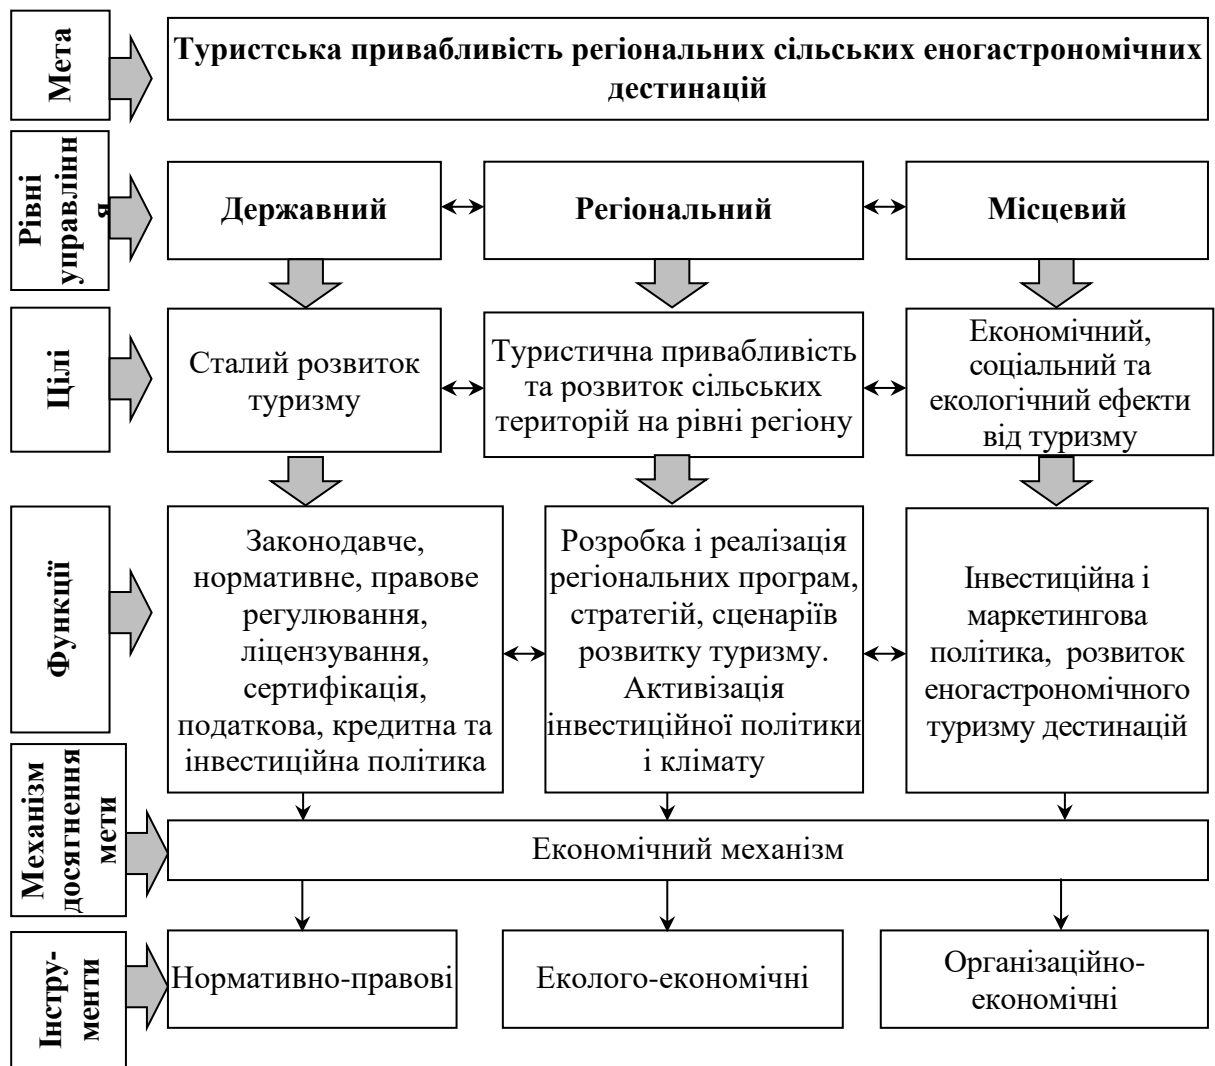 Мета
Туристська привабливість регіональних сільських еногастрономічних
дестинацій
Рівні
управлінн
я
Державний
Регіональний
Місцевий
Цілі
Сталий розвиток
туризму
Туристична привабливість
та розвиток сільських
територій на рівні регіону
Економічний,
соціальний та
екологічний ефекти
від туризму
Функції
Законодавче,
нормативне, правове
регулювання,
ліцензування,
сертифікація,
податкова, кредитна та
інвестиційна політика
Розробка і реалізація
регіональних програм,
стратегій, сценаріїв
розвитку туризму.
Активізація
інвестиційної політики
і клімату
Інвестиційна і
маркетингова
політика, розвиток
еногастрономічного
туризму дестинацій
Механізм
досягнення
мети
Економічний механізм
Інстру-
менти
Нормативно-правові
Еколого-економічні
Організаційно-
економічні